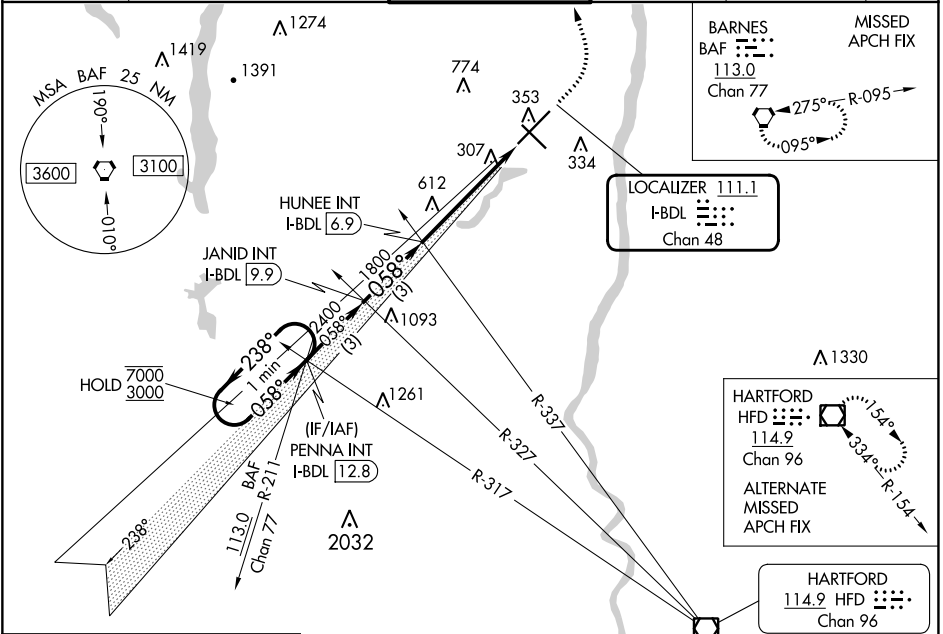 1274
1419
1391
774
353
307
334
612
MSA BAF 25 NM
190°
3600
3100
010°
BARNES
BAF
113.0
Chan 77
MISSED
APCH FIX
275°
R-095
095°
LOCALIZER 111.1
I-BDL
Chan 48
HUNEE INT
I-BDL 6.9
JANID INT
I-BDL 9.9
1800
058°
(3)
2400
058°
(3)
1093
238°
1 min
058°
HOLD 7000
3000
(IF/IAF)
PENNA INT
I-BDL 12.8
1261
1330
R-337
R-327
R-317
BAF
R-211
113.0
Chan 77
238°
2032
HARTFORD
HFD
114.9
Chan 96
ALTERNATE
MISSED
APCH FIX
154°
334°
R-154
HARTFORD
114.9 HFD
Chan 96